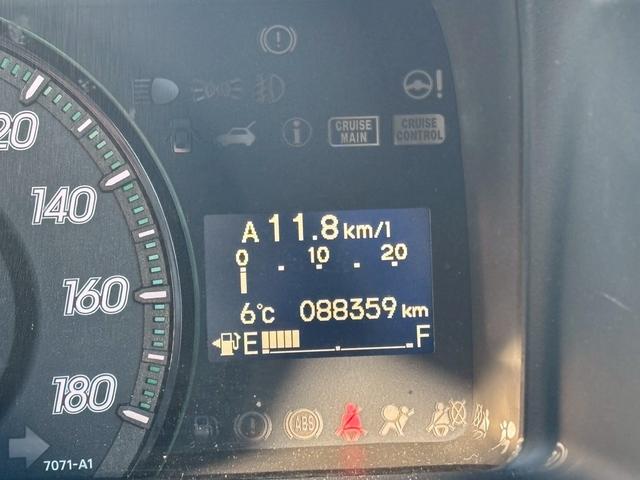 CRUISE MAIN
CRUISE CONTROL
20
140
160
180
A 11.8 km/l
0 10 20
6°C 088359 km
E F
ABS
7071-A1